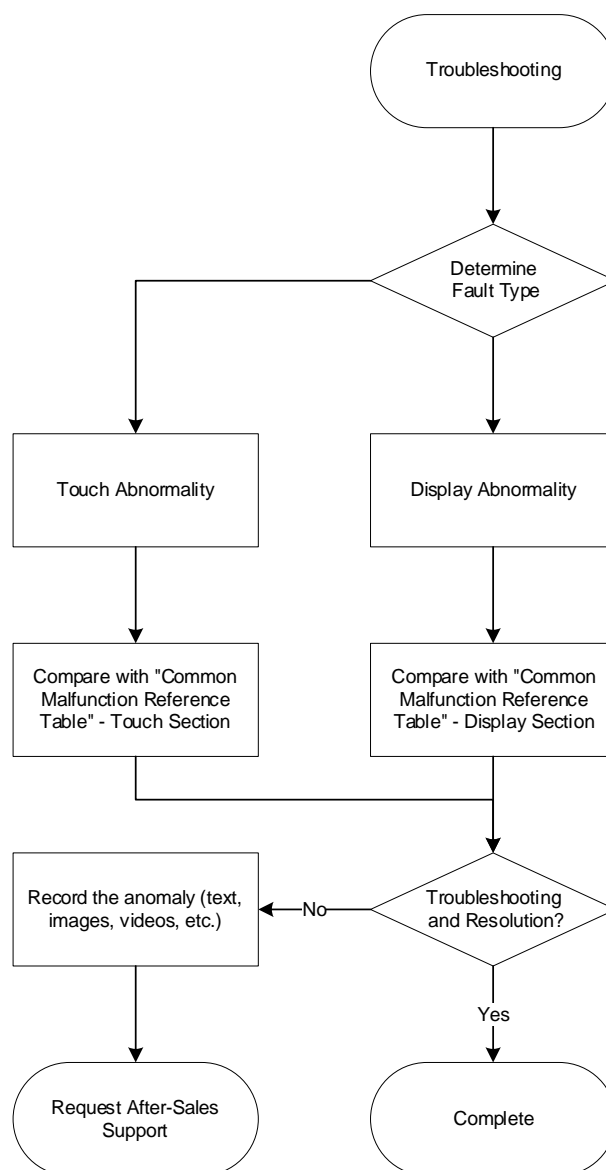 Troubleshooting
Determine
Fault Type
Touch Abnormality
Display Abnormality
Compare with "Common
Malfunction Reference
Table" - Touch Section
Compare with "Common
Malfunction Reference
Table" - Display Section
Record the anomaly (text,
images, videos, etc.)
No
Troubleshooting
and Resolution?
Yes
Request After-Sales
Support
Complete